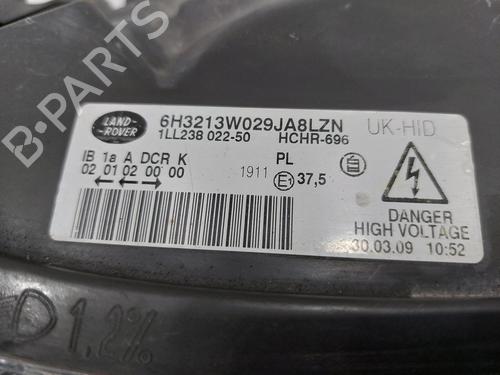 LAND-
ROVER
6H3213W029JA8LZN
UK-HID
1LL238 022-50 HCHR-696
IB 1a A DCR K
PL
02 01 02 00 00
1911 E1 37,5
DANGER
HIGH VOLTAGE
30.03.09 10:52
D 1,2%